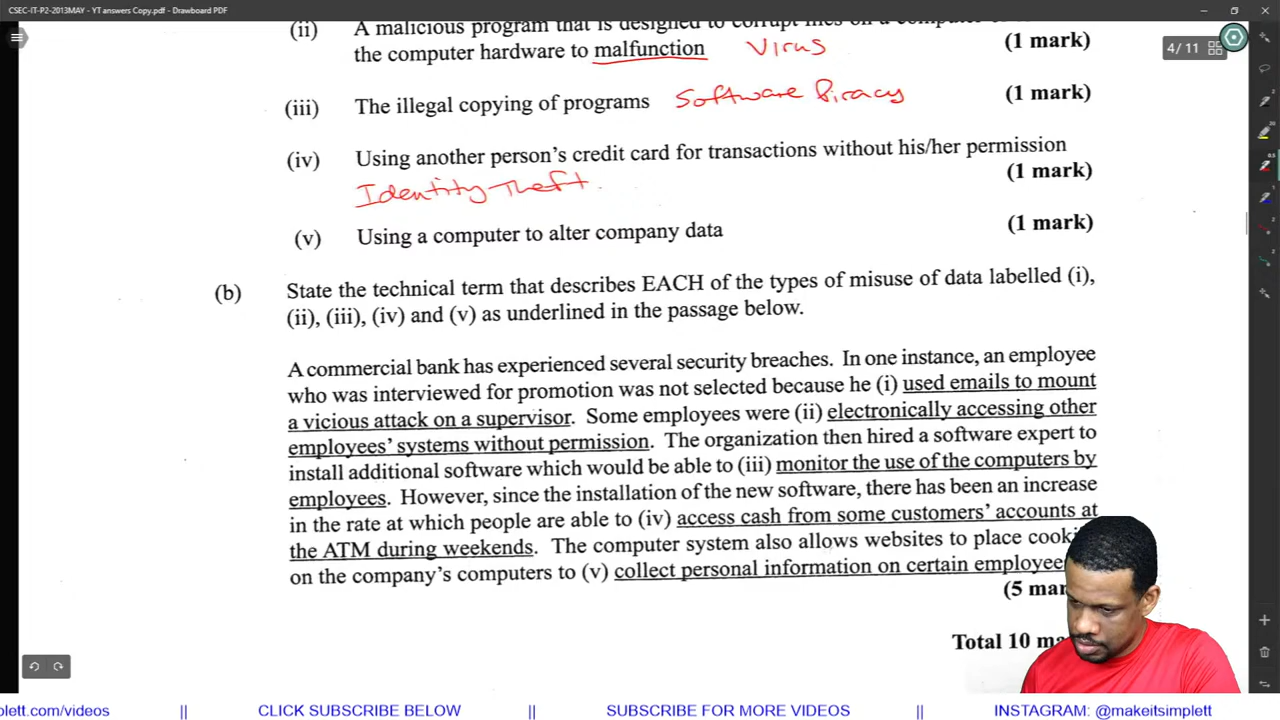 CSEC-IT-P2-2013MAY - YT answers Copy.pdf - Drawboard PDF
4 / 11
(ii) A malicious program that is designed to corrupt files on a computer
the computer hardware to malfunction Virus (1 mark)
(iii) The illegal copying of programs Software Piracy (1 mark)
(iv) Using another person's credit card for transactions without his/her permission
Identity Theft (1 mark)
(v) Using a computer to alter company data (1 mark)
(b) State the technical term that describes EACH of the types of misuse of data labelled (i),
(ii), (iii), (iv) and (v) as underlined in the passage below.
A commercial bank has experienced several security breaches. In one instance, an employee
who was interviewed for promotion was not selected because he (i) used emails to mount
a vicious attack on a supervisor. Some employees were (ii) electronically accessing other
employees' systems without permission. The organization then hired a software expert to
install additional software which would be able to (iii) monitor the use of the computers by
employees. However, since the installation of the new software, there has been an increase
in the rate at which people are able to (iv) access cash from some customers' accounts at
the ATM during weekends. The computer system also allows websites to place cooki
on the company's computers to (v) collect personal information on certain employee
(5 mar
Total 10 ma
plett.com/videos || CLICK SUBSCRIBE BELOW || SUBSCRIBE FOR MORE VIDEOS || INSTAGRAM: @makeitsimplett